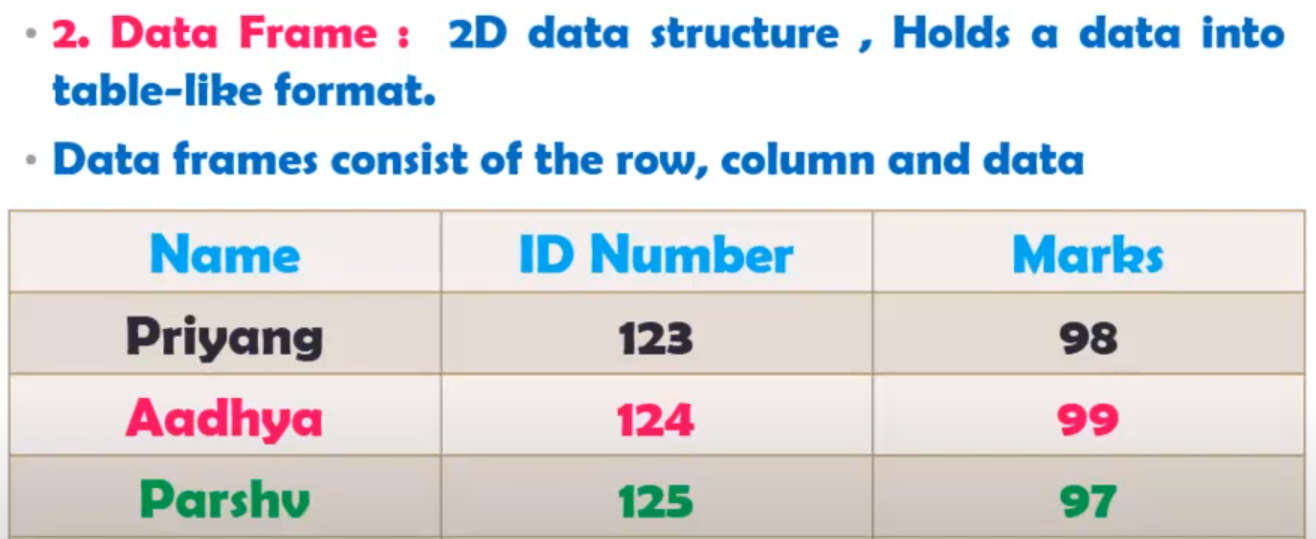 • 2. Data Frame : 2D data structure , Holds a data into
table-like format.
• Data frames consist of the row, column and data
Name ID Number Marks
Priyang 123 98
Aadhya 124 99
Parshv 125 97